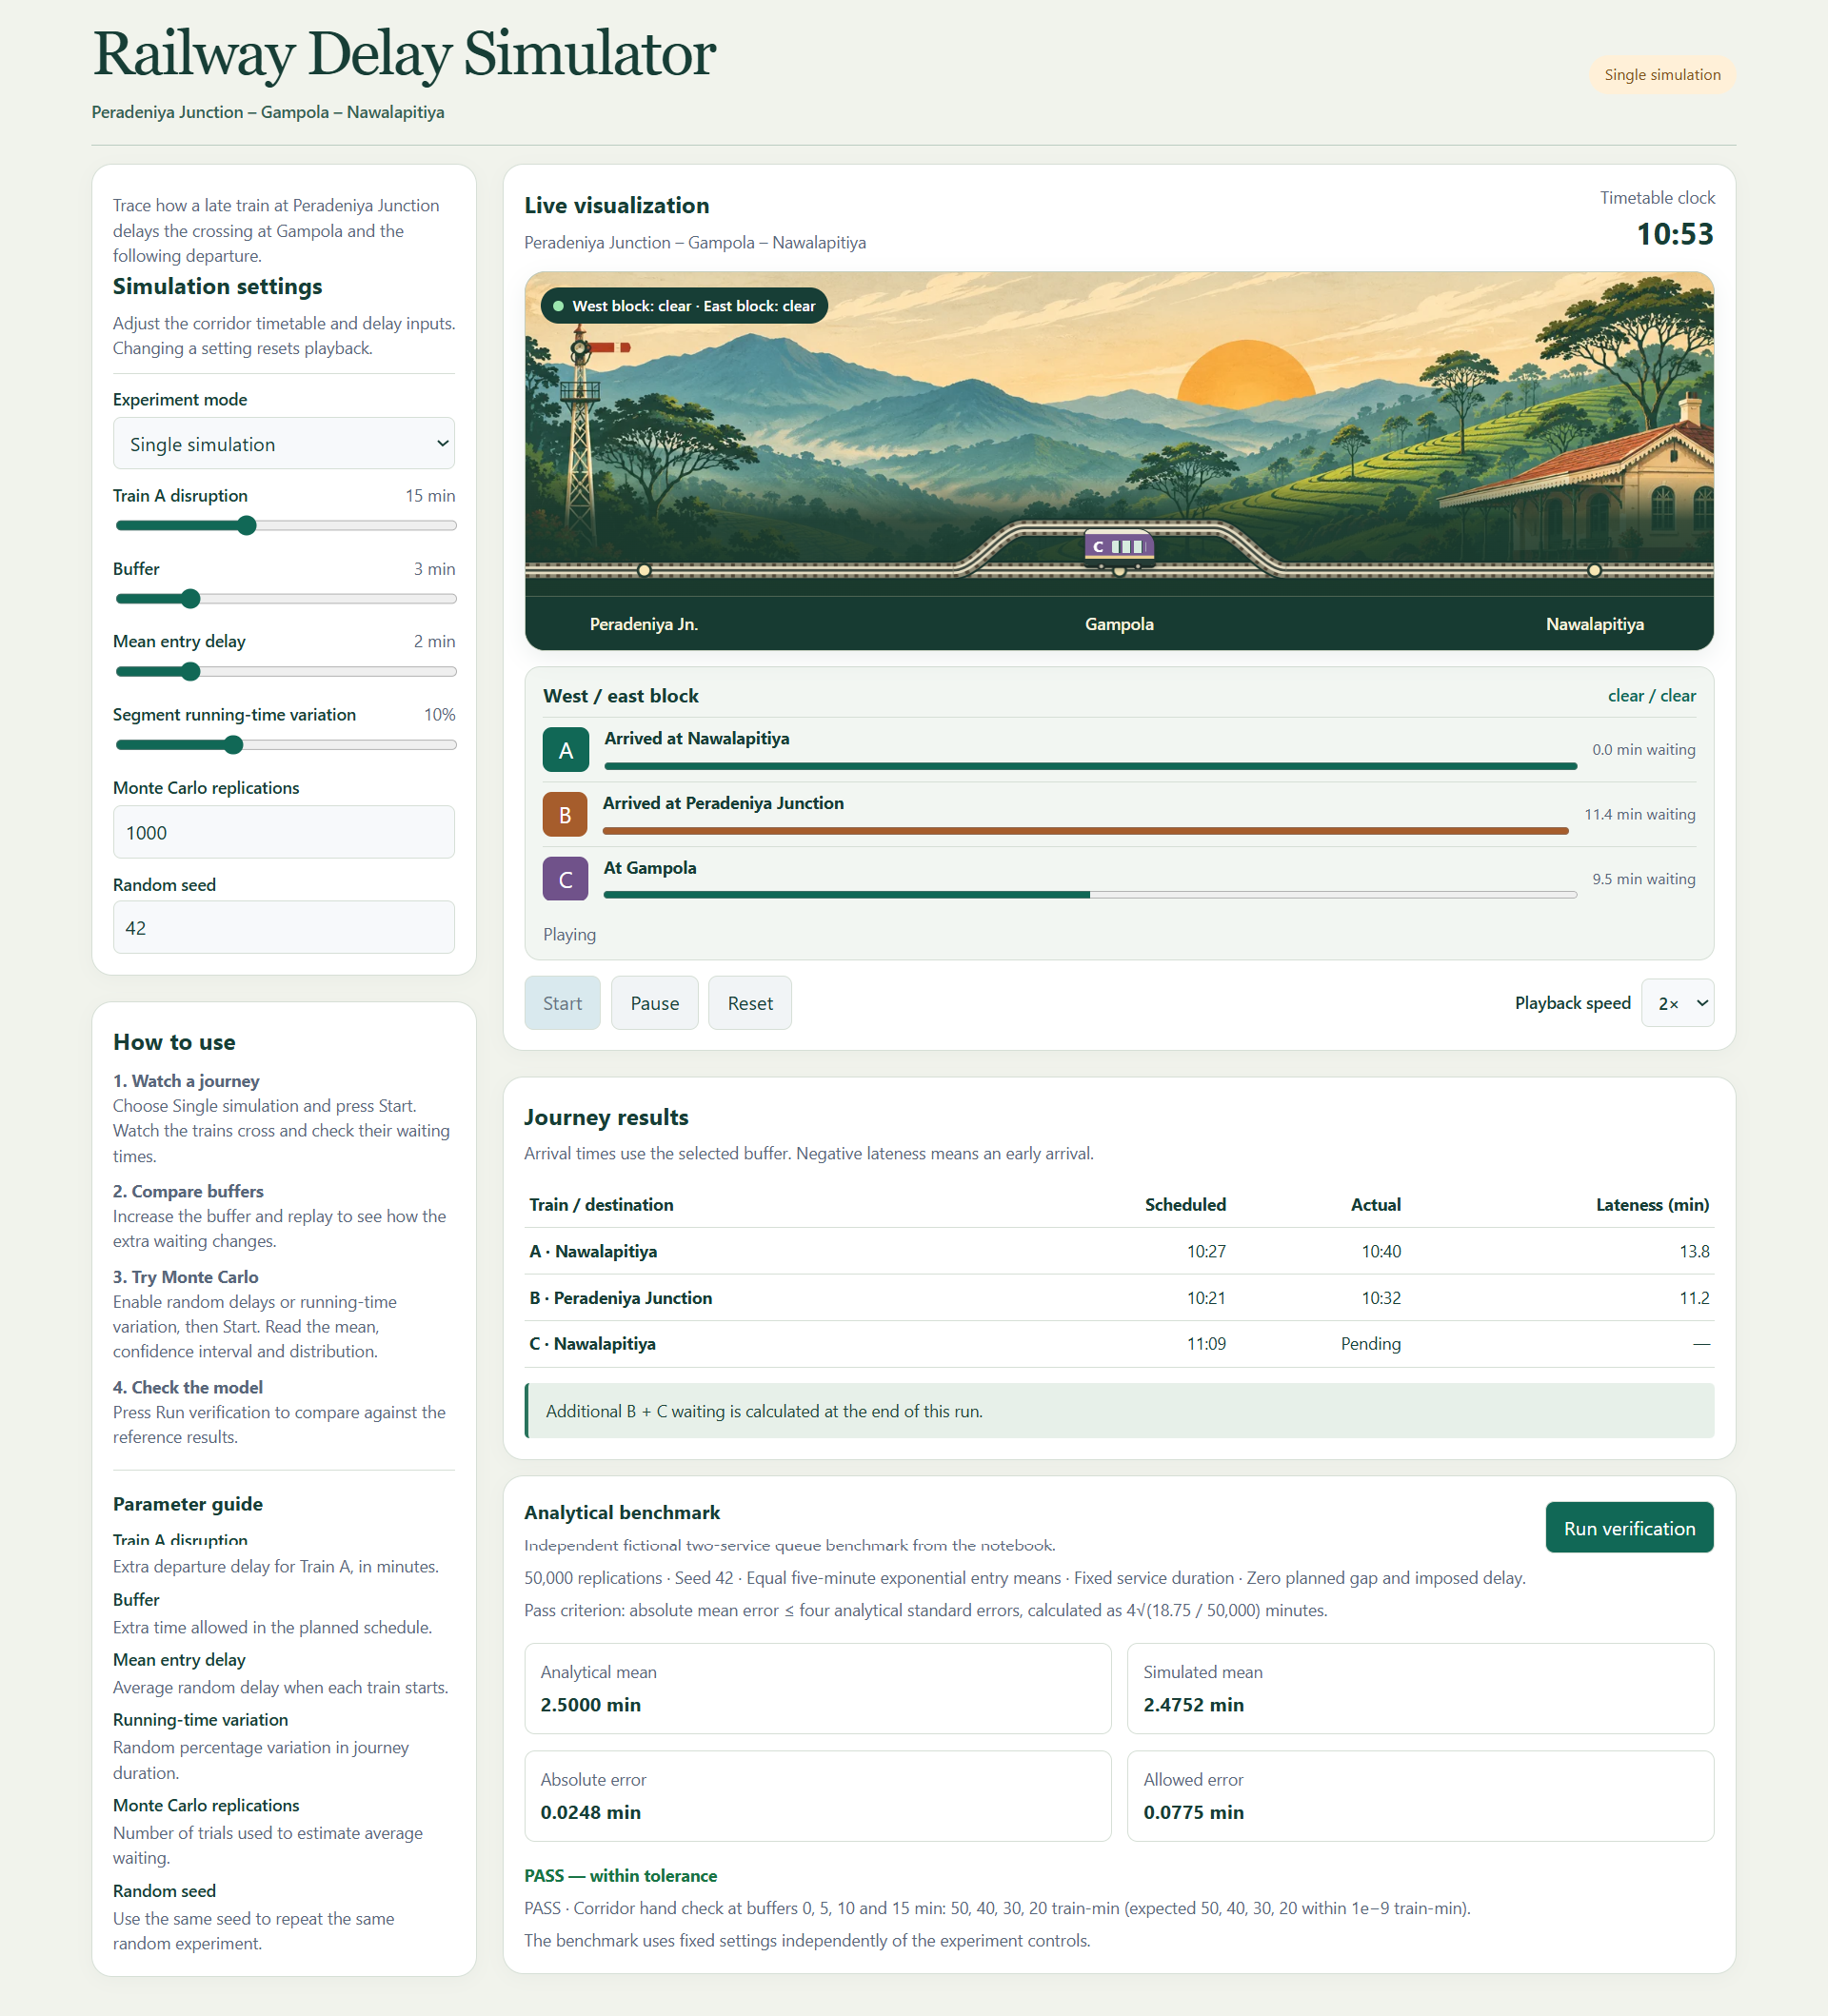 Railway Delay Simulator
Peradeniya Junction – Gampola – Nawalapitiya
Single simulation
Trace how a late train at Peradeniya Junction
delays the crossing at Gampola and the
following departure.
Simulation settings
Adjust the corridor timetable and delay inputs.
Changing a setting resets playback.
Experiment mode
Single simulation
Train A disruption 15 min
Buffer 3 min
Mean entry delay 2 min
Segment running-time variation 10%
Monte Carlo replications
1000
Random seed
42
How to use
1. Watch a journey
Choose Single simulation and press Start.
Watch the trains cross and check their waiting
times.
2. Compare buffers
Increase the buffer and replay to see how the
extra waiting changes.
3. Try Monte Carlo
Enable random delays or running-time
variation, then Start. Read the mean,
confidence interval and distribution.
4. Check the model
Press Run verification to compare against the
reference results.
Parameter guide
Train A disruption
Extra departure delay for Train A, in minutes.
Buffer
Extra time allowed in the planned schedule.
Mean entry delay
Average random delay when each train starts.
Running-time variation
Random percentage variation in journey
duration.
Monte Carlo replications
Number of trials used to estimate average
waiting.
Random seed
Use the same seed to repeat the same
random experiment.
Live visualization
Peradeniya Junction – Gampola – Nawalapitiya
Timetable clock
10:53
West block: clear · East block: clear
C
Peradeniya Jn. Gampola Nawalapitiya
West / east block clear / clear
A Arrived at Nawalapitiya 0.0 min waiting
B Arrived at Peradeniya Junction 11.4 min waiting
C At Gampola 9.5 min waiting
Playing
Start Pause Reset Playback speed 2×
Journey results
Arrival times use the selected buffer. Negative lateness means an early arrival.
Train / destination Scheduled Actual Lateness (min)
A · Nawalapitiya 10:27 10:40 13.8
B · Peradeniya Junction 10:21 10:32 11.2
C · Nawalapitiya 11:09 Pending —
Additional B + C waiting is calculated at the end of this run.
Analytical benchmark
Run verification
Independent fictional two-service queue benchmark from the notebook.
50,000 replications · Seed 42 · Equal five-minute exponential entry means · Fixed service duration · Zero planned gap and imposed delay.
Pass criterion: absolute mean error ≤ four analytical standard errors, calculated as 4√(18.75 / 50,000) minutes.
Analytical mean
2.5000 min
Simulated mean
2.4752 min
Absolute error
0.0248 min
Allowed error
0.0775 min
PASS — within tolerance
PASS · Corridor hand check at buffers 0, 5, 10 and 15 min: 50, 40, 30, 20 train-min (expected 50, 40, 30, 20 within 1e−9 train-min).
The benchmark uses fixed settings independently of the experiment controls.